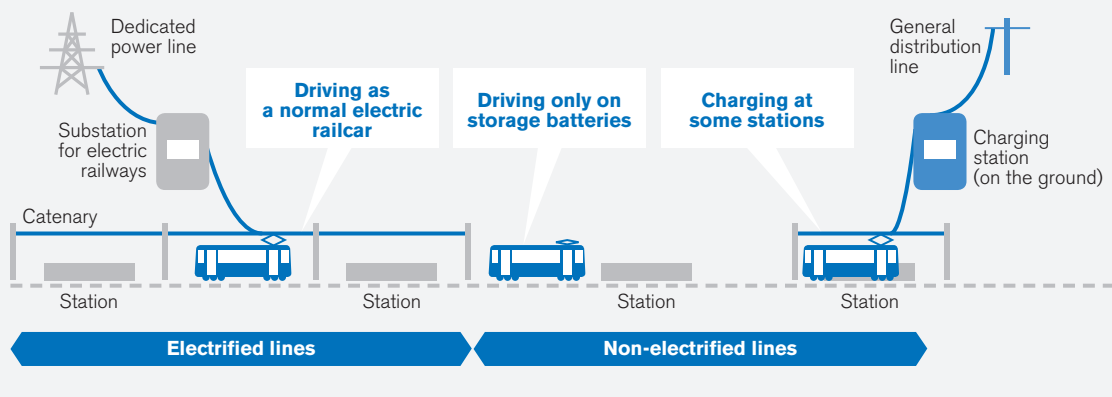 Dedicated
power line
General
distribution
line
Driving as
a normal electric
railcar
Driving only on
storage batteries
Charging at
some stations
Substation
for electric
railways
Charging
station
(on the ground)
Catenary
Station
Station
Station
Station
Electrified lines
Non-electrified lines